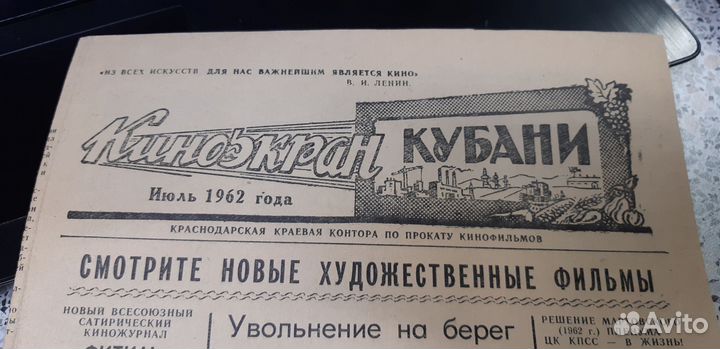 «ИЗ ВСЕХ ИСКУССТВ ДЛЯ НАС ВАЖНЕЙШИМ ЯВЛЯЕТСЯ КИНО»
В. И. ЛЕНИН.
Киноэкран КУБАНИ
Июль 1962 года
КРАСНОДАРСКАЯ КРАЕВАЯ КОНТОРА ПО ПРОКАТУ КИНОФИЛЬМОВ
СМОТРИТЕ НОВЫЕ ХУДОЖЕСТВЕННЫЕ ФИЛЬМЫ
НОВЫЙ ВСЕСОЮЗНЫЙ
САТИРИЧЕСКИЙ
КИНОЖУРНАЛ
Увольнение на берег
РЕШЕНИЕ
(1962 г.)
ЦК КПСС — В ЖИЗНЬ!
Avito